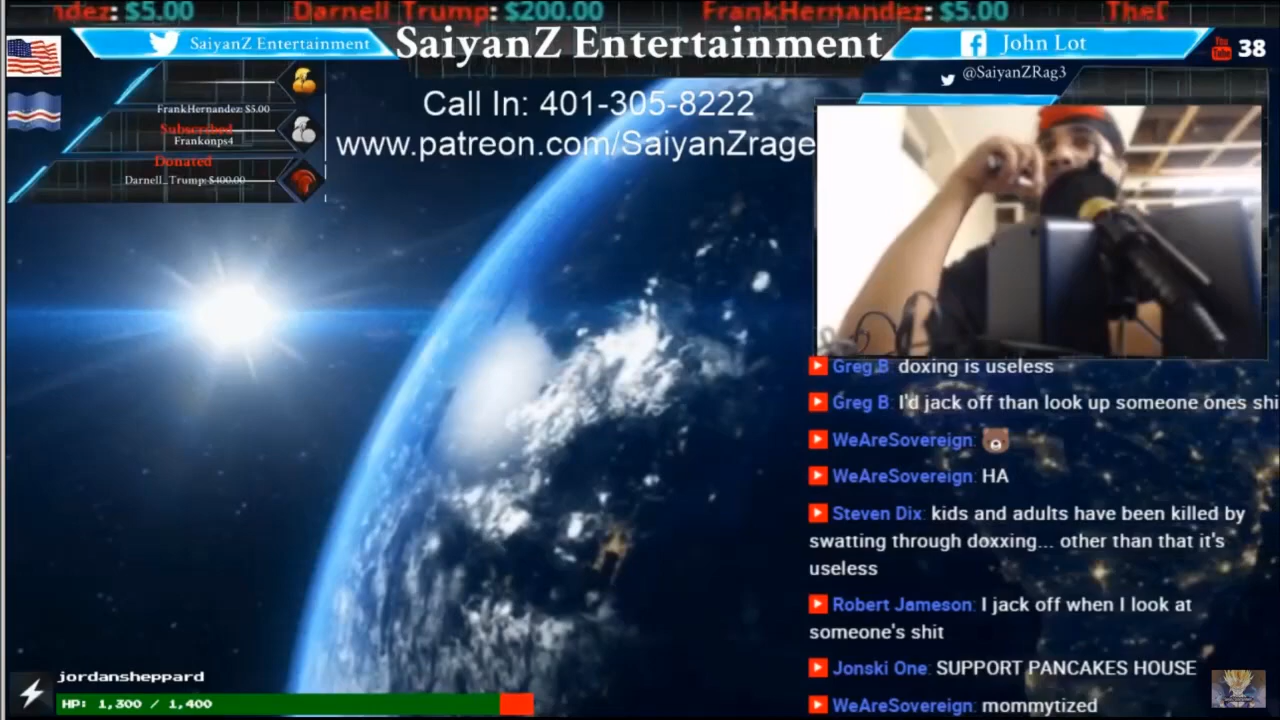 dez: $5.00 Darnell_Trump: $200.00 FrankHernandez: $5.00 TheD
SaiyanZ Entertainment
SaiyanZ Entertainment
John Lot
You Tube 38
@SaiyanZRag3
FrankHernandez: $5.00
Subscribed
Frankonps4
Donated
Darnell_Trump: $400.00
Call In: 401-305-8222
www.patreon.com/SaiyanZrage
Greg B: doxing is useless
Greg B: I'd jack off than look up someone ones shi
WeAreSovereign:
WeAreSovereign: HA
Steven Dix: kids and adults have been killed by
swatting through doxxing... other than that it's
useless
Robert Jameson: I jack off when I look at
someone's shit
Jonski One: SUPPORT PANCAKES HOUSE
WeAreSovereign: mommytized
jordansheppard
HP: 1,300 / 1,400